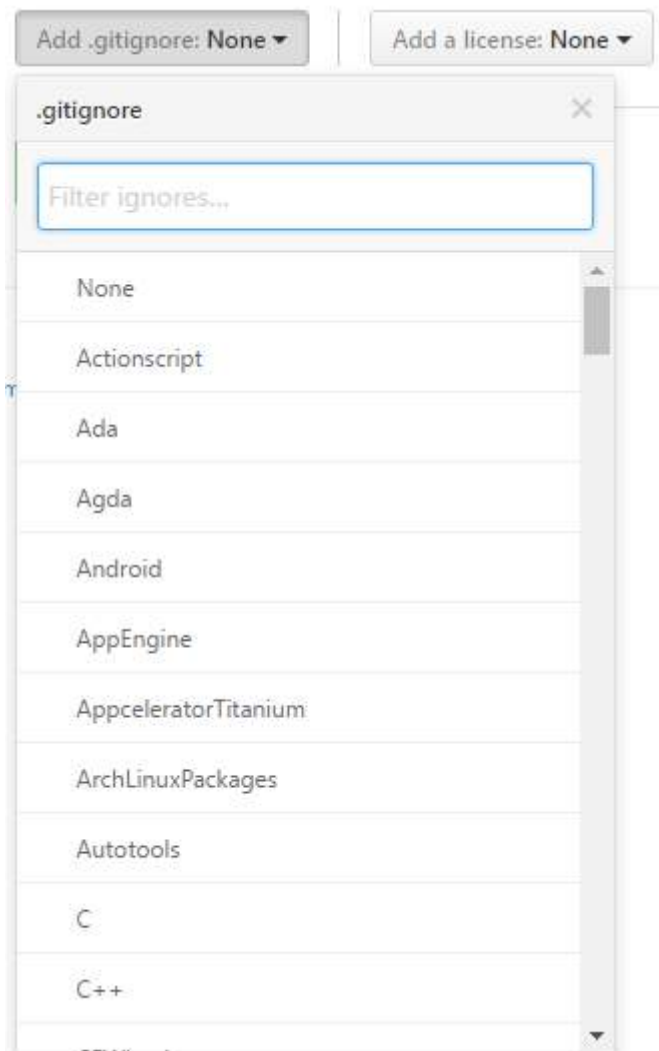 Add .gitignore: None Add a license: None
.gitignore
Filter ignores...
None
Actionscript
Ada
Agda
Android
AppEngine
AppceleratorTitanium
ArchLinuxPackages
Autotools
C
C++